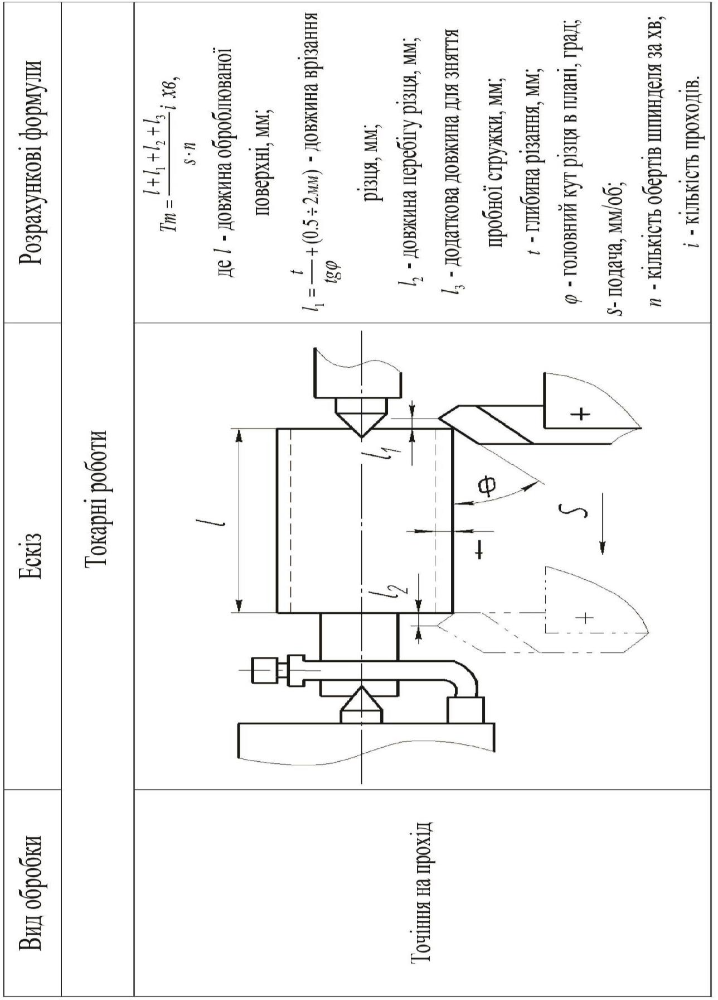 Вид обробки
Ескіз
Розрахункові формули
Токарні роботи
Точіння на прохід
l
l₁
l₂
t
φ
S
Tm = (l + l₁ + l₂ + l₃) / (s · n) i хв,
де l - довжина оброблюваної
поверхні, мм;
l₁ = t / tgφ + (0.5 ÷ 2мм) - довжина врізання
різця, мм;
l₂ - довжина перебігу різця, мм;
l₃ - додаткова довжина для зняття
пробної стружки, мм;
t - глибина різання, мм;
φ - головний кут різця в плані, град;
S- подача, мм/об;
n - кількість обертів шпинделя за хв;
i - кількість проходів.